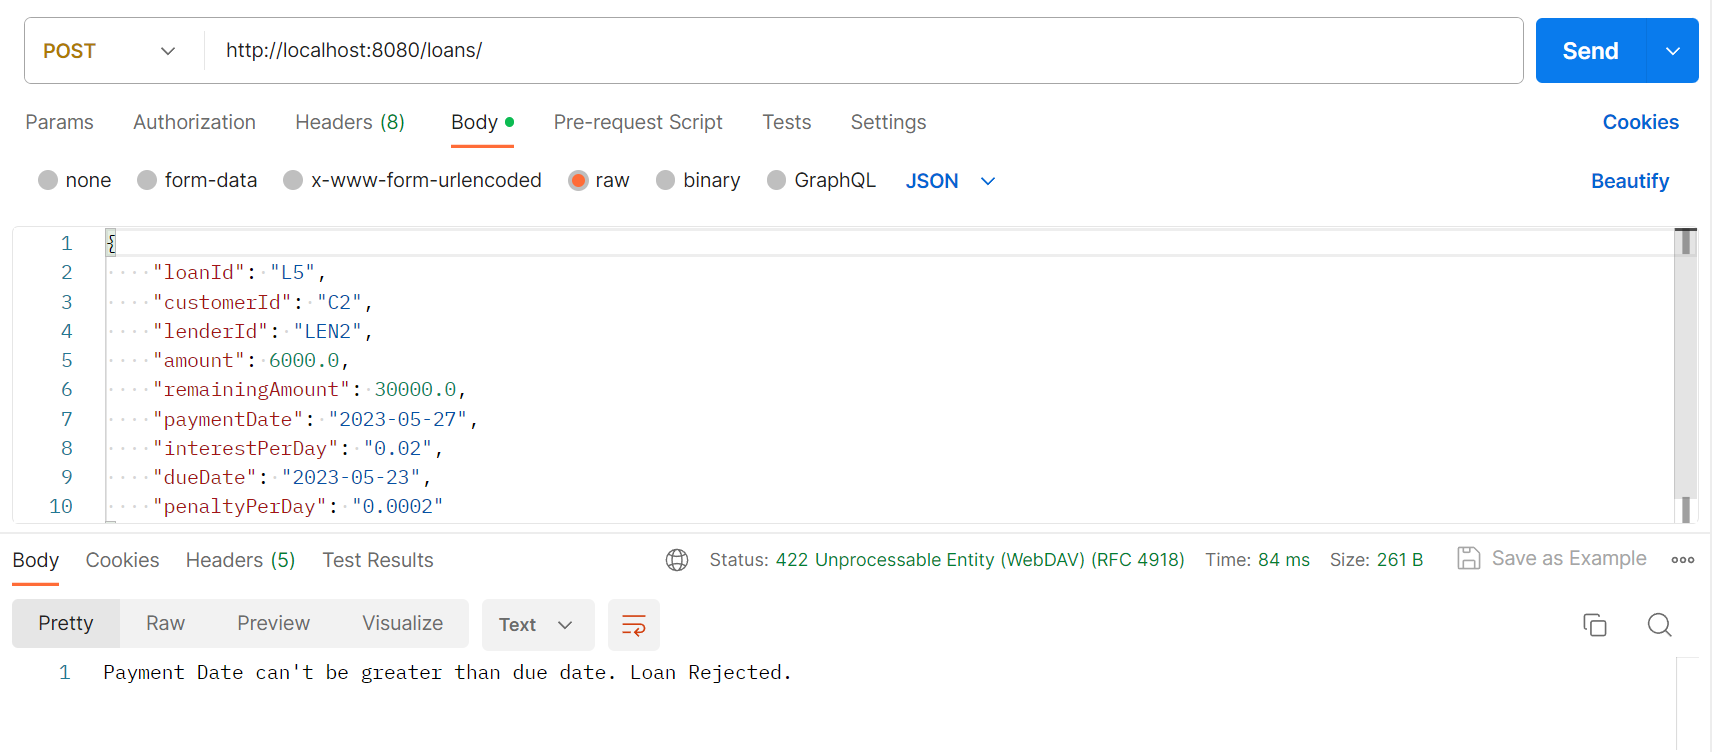 POST http://localhost:8080/loans/ Send
Params Authorization Headers (8) Body Pre-request Script Tests Settings Cookies
none form-data x-www-form-urlencoded raw binary GraphQL JSON Beautify
1 {
2 "loanId": "L5",
3 "customerId": "C2",
4 "lenderId": "LEN2",
5 "amount": 6000.0,
6 "remainingAmount": 30000.0,
7 "paymentDate": "2023-05-27",
8 "interestPerDay": "0.02",
9 "dueDate": "2023-05-23",
10 "penaltyPerDay": "0.0002"
Body Cookies Headers (5) Test Results Status: 422 Unprocessable Entity (WebDAV) (RFC 4918) Time: 84 ms Size: 261 B Save as Example
Pretty Raw Preview Visualize Text
1 Payment Date can't be greater than due date. Loan Rejected.